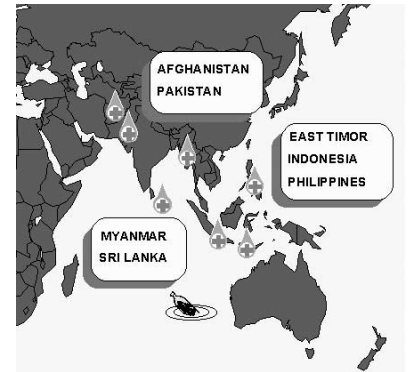 AFGHANISTAN
PAKISTAN
EAST TIMOR
INDONESIA
PHILIPPINES
MYANMAR
SRI LANKA